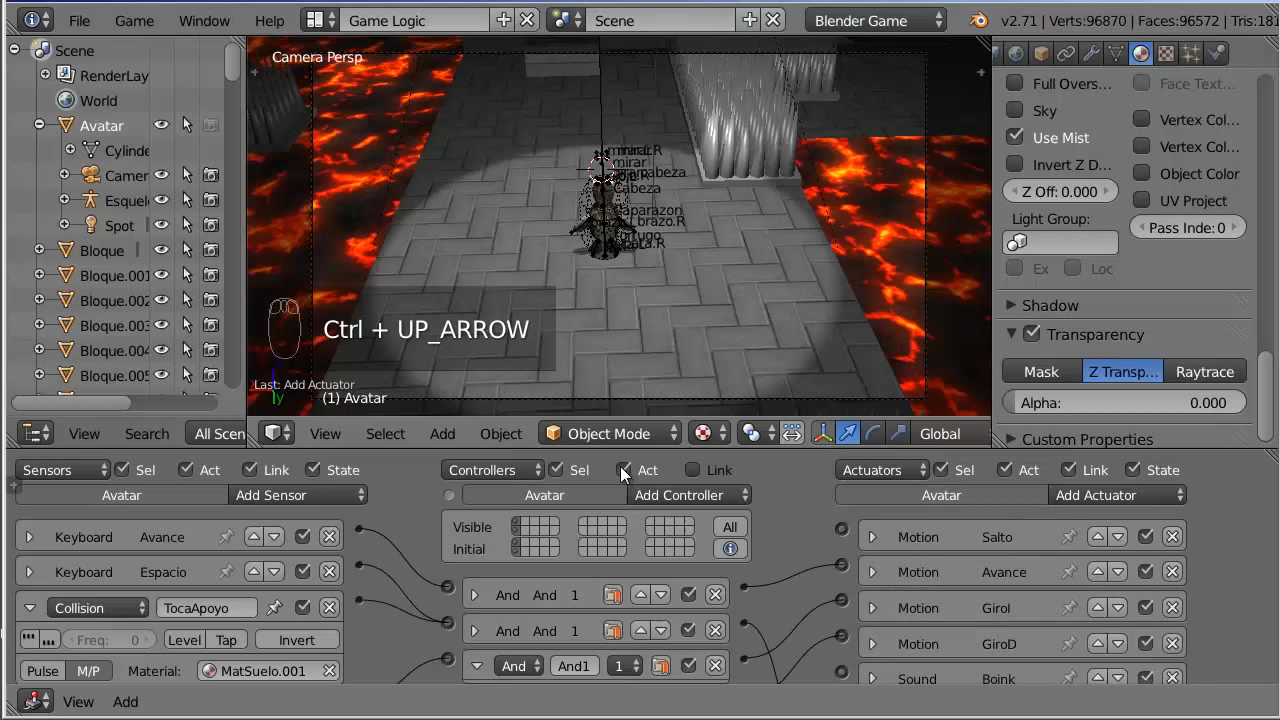 File Game Window Help Game Logic Scene Blender Game v2.71 | Verts:96870 | Faces:96572 | Tris:18
Scene
RenderLay
World
Avatar
Cylinde
Camer
Esquel
Spot
Bloque
Bloque.001
Bloque.002
Bloque.003
Bloque.004
Bloque.005
View Search All Scen
Camera Persp
mirar
Cabeza
Caparazon
Ctrl + UP_ARROW
Last: Add Actuator
y
(1) Avatar
View Select Add Object Object Mode Global
Full Overs... Face Text...
Sky Vertex Col...
Use Mist Vertex Col...
Invert Z D... Object Color
Z Off: 0.000 UV Project
Light Group: Pass Inde: 0
Ex Loc
Shadow
Transparency
Mask Z Transp... Raytrace
Alpha: 0.000
Custom Properties
Sensors Sel Act Link State
Avatar Add Sensor
Keyboard Avance
Keyboard Espacio
Collision TocaApoyo
Freq: 0 Level Tap Invert
Pulse M/P Material: MatSuelo.001
Controllers Sel Act Link
Avatar Add Controller
Visible All
Initial
And And 1
And And 1
And And1 1
Actuators Sel Act Link State
Avatar Add Actuator
Motion Salto
Motion Avance
Motion GiroI
Motion GiroD
Sound Boink
View Add